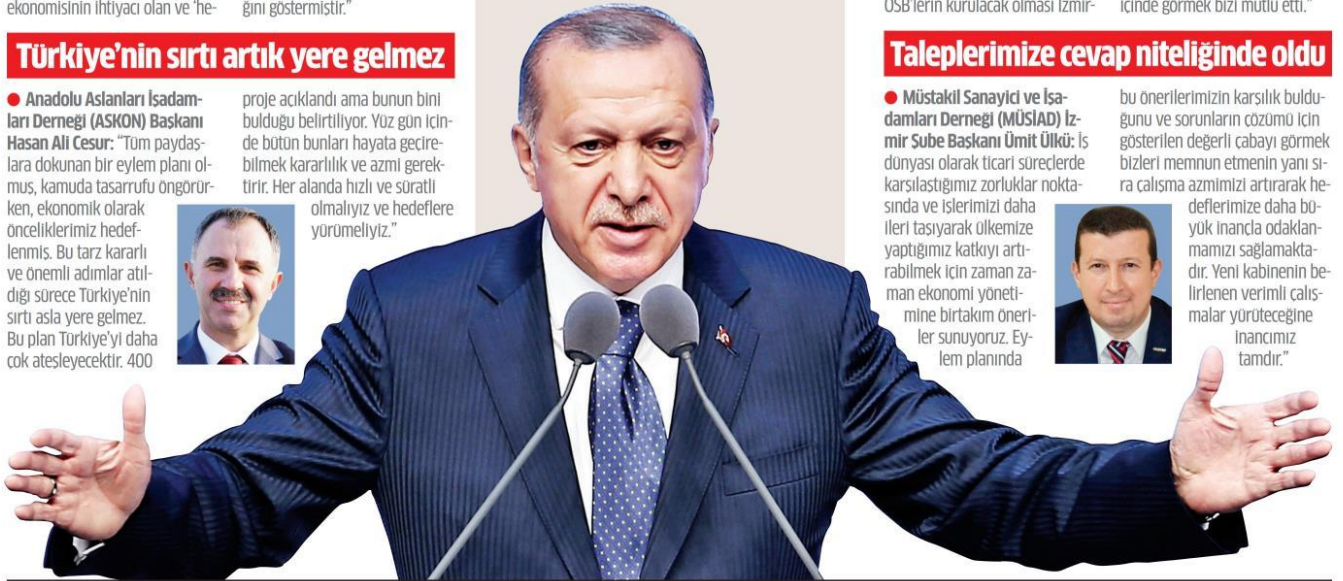 ekonomisinin ihtiyacı olan ve 'he-
ğını göstermiştir."
Türkiye'nin sırtı artık yere gelmez
● Anadolu Aslanları İşadam-
ları Derneği (ASKON) Başkanı
Hasan Ali Cesur: "Tüm paydaş-
lara dokunan bir eylem planı ol-
muş, kamuda tasarrufu öngörür-
ken, ekonomik olarak
önceliklerimiz hedef-
lenmiş. Bu tarz kararlı
ve önemli adımlar atıl-
dığı sürece Türkiye'nin
sırtı asla yere gelmez.
Bu plan Türkiye'yi daha
çok ateşleyecektir. 400
proje açıklandı ama bunun bini
bulduğu belirtiliyor. Yüz gün için-
de bütün bunları hayata geçire-
bilmek kararlılık ve azmi gerek-
tirir. Her alanda hızlı ve süratli
olmalıyız ve hedeflere
yürümeliyiz."
OSB'lerin kurulacak olması İzmir-
içinde görmek bizi mutlu etti."
Taleplerimize cevap niteliğinde oldu
● Müstakil Sanayici ve İşa-
damları Derneği (MÜSİAD) İz-
mir Şube Başkanı Ümit Ülkü: İş
dünyası olarak ticari süreçlerde
karşılaştığımız zorluklar nokta-
sında ve işlerimizi daha
ileri taşıyarak ülkemize
yaptığımız katkıyı artı-
rabilmek için zaman za-
man ekonomi yöneti-
mine birtakım öneri-
ler sunuyoruz. Ey-
lem planında
bu önerilerimizin karşılık buldu-
ğunu ve sorunların çözümü için
gösterilen değerli çabayı görmek
bizleri memnun etmenin yanı sı-
ra çalışma azmimizi artırarak he-
deflerimize daha bü-
yük inançla odaklan-
mamızı sağlamakta-
dır. Yeni kabinenin be-
lirlenen verimli çalış-
malar yürüteceğine
inancımız
tamdır."